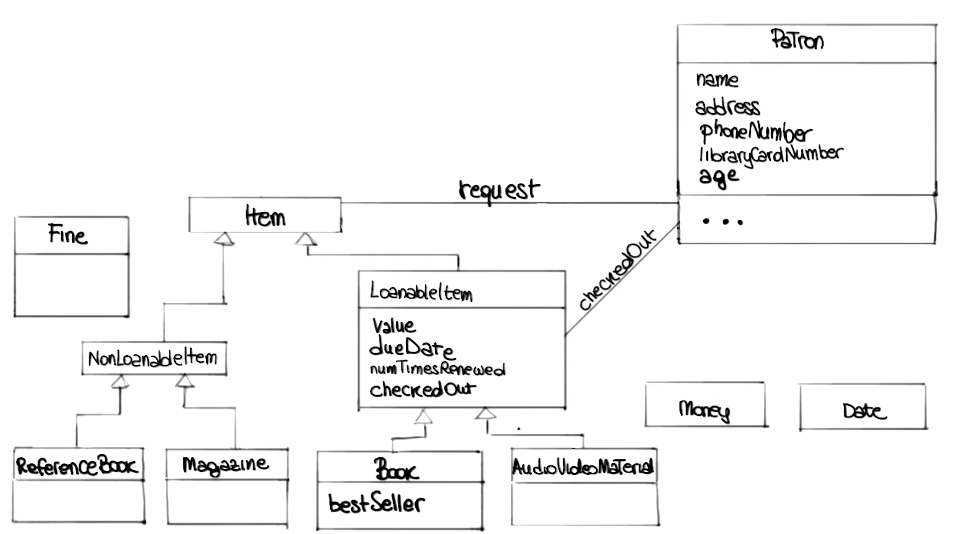 Patron
name
address
phoneNumber
libraryCardNumber
age
...
request
Item
Fine
checkedOut
LoanableItem
Value
dueDate
numTimesRenewed
checkedOut
NonLoanableItem
Money
Date
ReferenceBook
Magazine
Book
bestSeller
AudioVideoMaterial